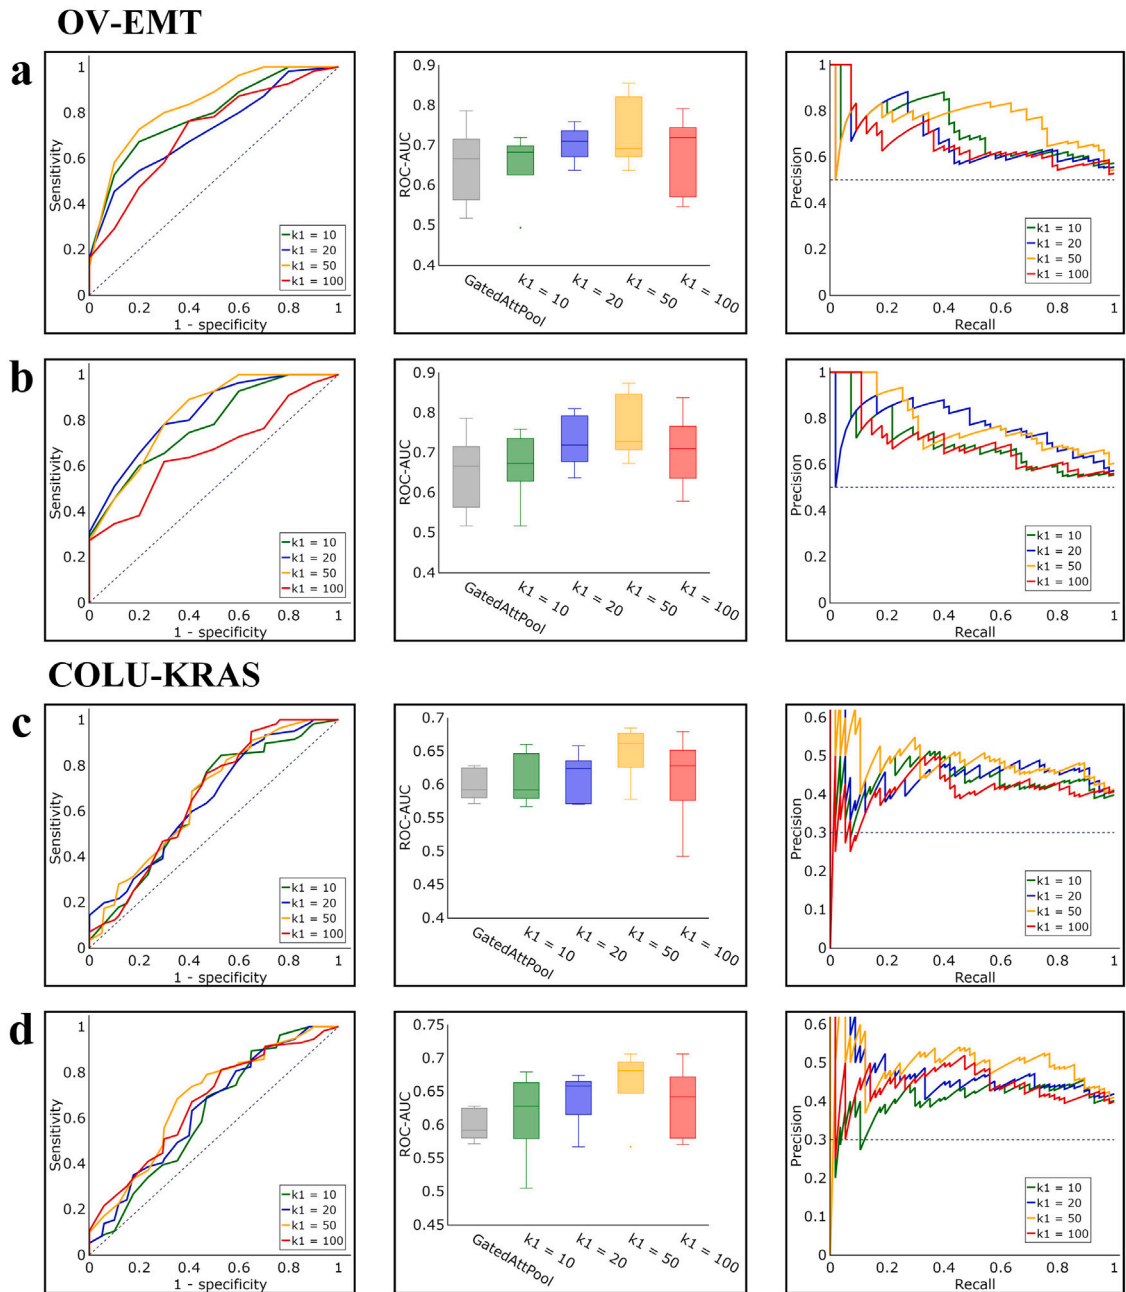 OV-EMT
a
1
0.8
0.6
0.4
0.2
0
Sensitivity
0 0.2 0.4 0.6 0.8 1
1 - specificity
k1 = 10
k1 = 20
k1 = 50
k1 = 100
0.9
0.8
0.7
0.6
0.5
0.4
ROC-AUC
GatedAttPool
k1 = 10
k1 = 20
k1 = 50
k1 = 100
1
0.8
0.6
0.4
0.2
0
Precision
0 0.2 0.4 0.6 0.8 1
Recall
k1 = 10
k1 = 20
k1 = 50
k1 = 100
b
1
0.8
0.6
0.4
0.2
0
Sensitivity
0 0.2 0.4 0.6 0.8 1
1 - specificity
k1 = 10
k1 = 20
k1 = 50
k1 = 100
0.9
0.8
0.7
0.6
0.5
0.4
ROC-AUC
GatedAttPool
k1 = 10
k1 = 20
k1 = 50
k1 = 100
1
0.8
0.6
0.4
0.2
0
Precision
0 0.2 0.4 0.6 0.8 1
Recall
k1 = 10
k1 = 20
k1 = 50
k1 = 100
COLU-KRAS
c
1
0.8
0.6
0.4
0.2
0
Sensitivity
0 0.2 0.4 0.6 0.8 1
1 - specificity
k1 = 10
k1 = 20
k1 = 50
k1 = 100
0.7
0.65
0.6
0.55
0.5
0.45
0.4
ROC-AUC
GatedAttPool
k1 = 10
k1 = 20
k1 = 50
k1 = 100
0.6
0.5
0.4
0.3
0.2
0.1
0
Precision
0 0.2 0.4 0.6 0.8 1
Recall
k1 = 10
k1 = 20
k1 = 50
k1 = 100
d
1
0.8
0.6
0.4
0.2
0
Sensitivity
0 0.2 0.4 0.6 0.8 1
1 - specificity
k1 = 10
k1 = 20
k1 = 50
k1 = 100
0.75
0.7
0.65
0.6
0.55
0.5
0.45
ROC-AUC
GatedAttPool
k1 = 10
k1 = 20
k1 = 50
k1 = 100
0.6
0.5
0.4
0.3
0.2
0.1
0
Precision
0 0.2 0.4 0.6 0.8 1
Recall
k1 = 10
k1 = 20
k1 = 50
k1 = 100